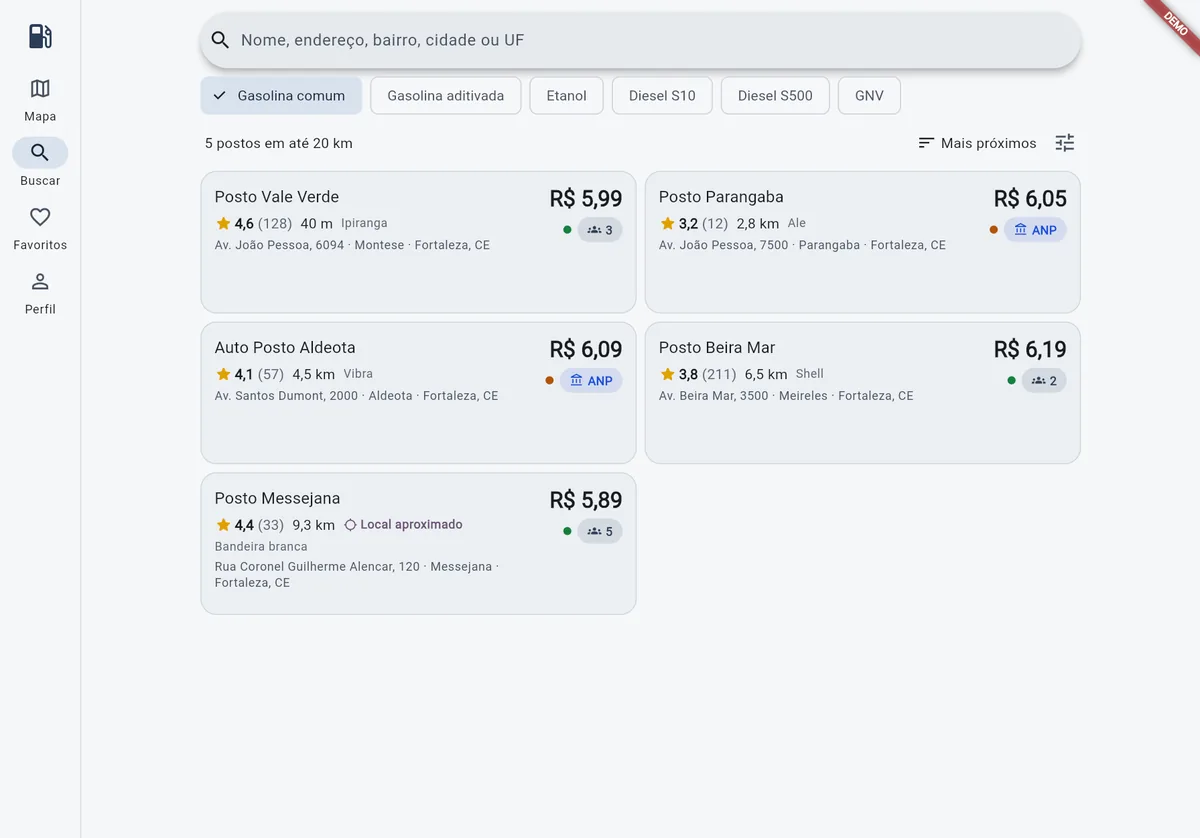 DEMO
Nome, endereço, bairro, cidade ou UF
Mapa
Buscar
Favoritos
Perfil
Gasolina comum
Gasolina aditivada
Etanol
Diesel S10
Diesel S500
GNV
5 postos em até 20 km
Mais próximos
Posto Vale Verde
R$ 5,99
4,6 (128) 40 m Ipiranga
3
Av. João Pessoa, 6094 · Montese · Fortaleza, CE
Posto Parangaba
R$ 6,05
3,2 (12) 2,8 km Ale
ANP
Av. João Pessoa, 7500 · Parangaba · Fortaleza, CE
Auto Posto Aldeota
R$ 6,09
4,1 (57) 4,5 km Vibra
ANP
Av. Santos Dumont, 2000 · Aldeota · Fortaleza, CE
Posto Beira Mar
R$ 6,19
3,8 (211) 6,5 km Shell
2
Av. Beira Mar, 3500 · Meireles · Fortaleza, CE
Posto Messejana
R$ 5,89
4,4 (33) 9,3 km Local aproximado
5
Bandeira branca
Rua Coronel Guilherme Alencar, 120 · Messejana ·
Fortaleza, CE